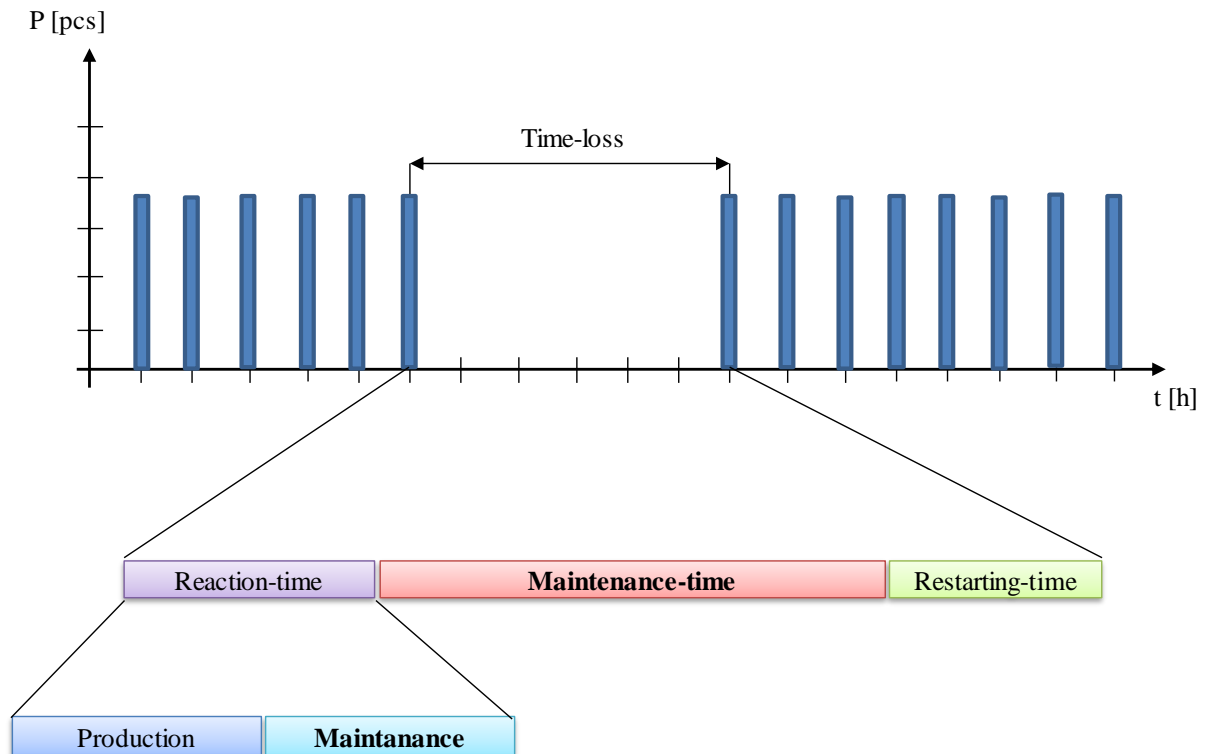 P [pcs]
Time-loss
t [h]
Reaction-time
Maintenance-time
Restarting-time
Production
Maintanance